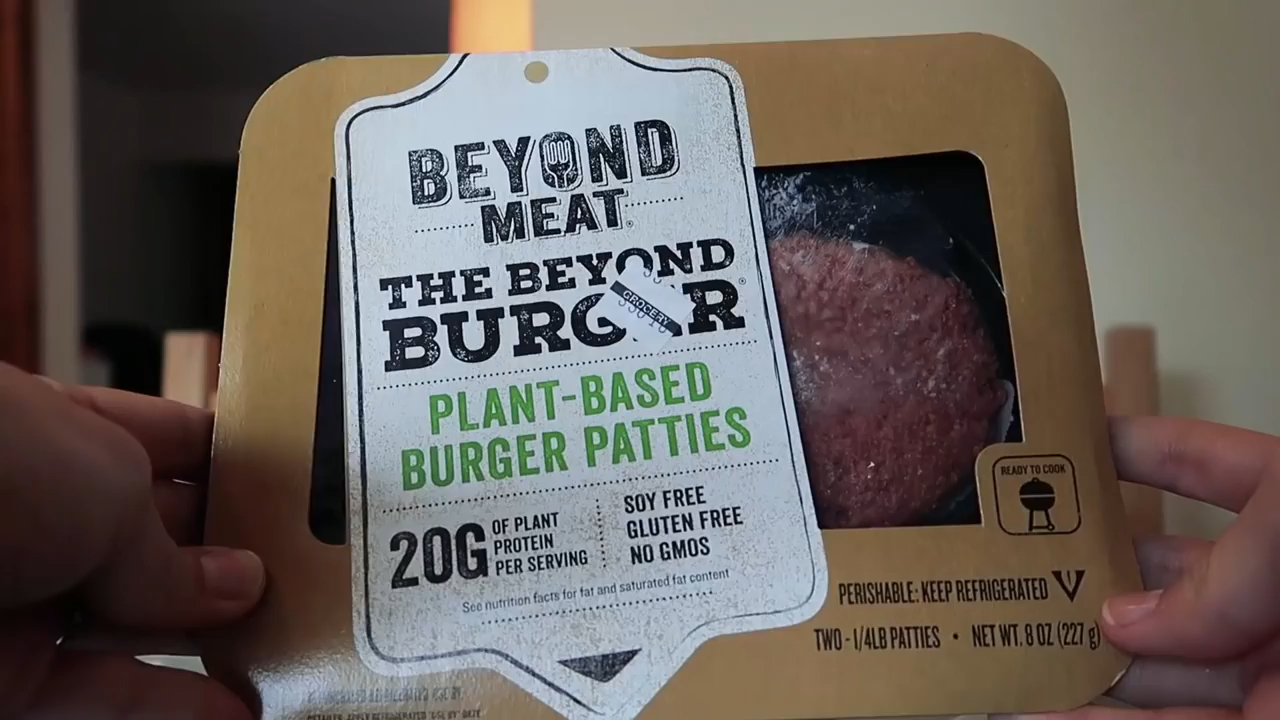 BEYOND
MEAT®
THE BEYOND
BURGER®
GROCERY
PLANT-BASED
BURGER PATTIES
20G OF PLANT
PROTEIN
PER SERVING
SOY FREE
GLUTEN FREE
NO GMOS
See nutrition facts for fat and saturated fat content
READY TO COOK
PERISHABLE: KEEP REFRIGERATED V
TWO - 1/4LB PATTIES • NET WT. 8 OZ (227 g)